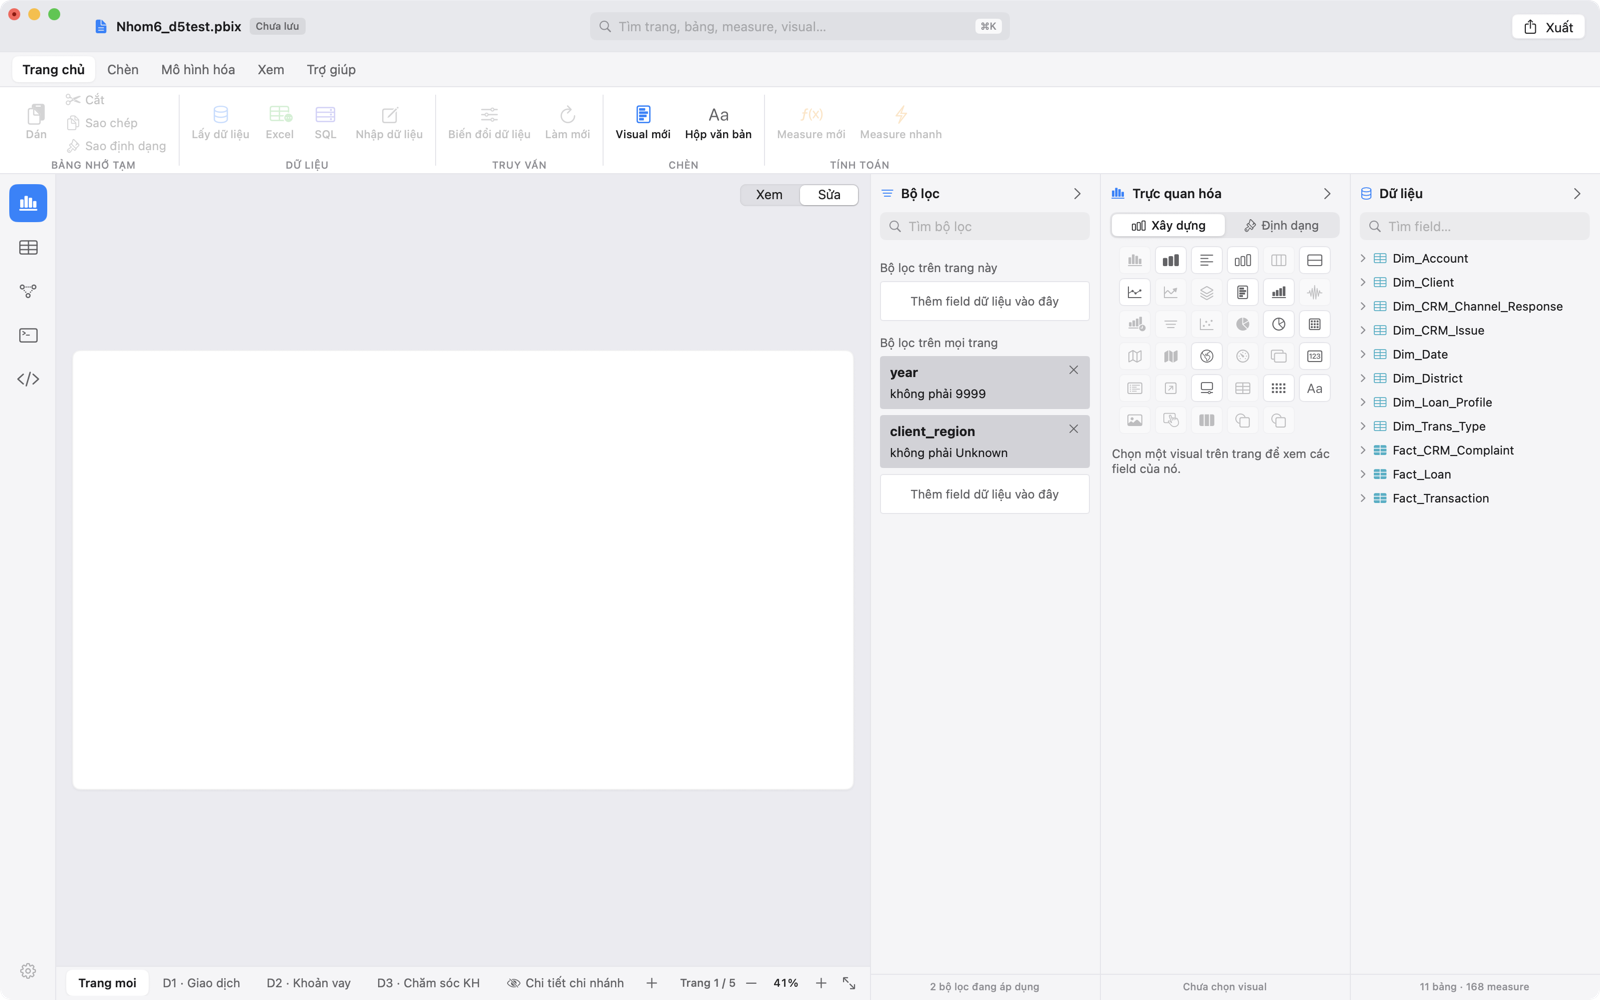 Nhom6_d5test.pbix Chưa lưu
Tìm trang, bảng, measure, visual... ⌘K
Xuất
Trang chủ Chèn Mô hình hóa Xem Trợ giúp
Dán
Cắt
Sao chép
Sao định dạng
BẢNG NHỚ TẠM
Lấy dữ liệu Excel SQL Nhập dữ liệu
DỮ LIỆU
Biến đổi dữ liệu Làm mới
TRUY VẤN
Aa
Visual mới Hộp văn bản
CHÈN
f(x)
Measure mới Measure nhanh
TÍNH TOÁN
Xem Sửa
Bộ lọc
Tìm bộ lọc
Bộ lọc trên trang này
Thêm field dữ liệu vào đây
Bộ lọc trên mọi trang
year
không phải 9999
client_region
không phải Unknown
Thêm field dữ liệu vào đây
2 bộ lọc đang áp dụng
Trực quan hóa
Xây dựng Định dạng
123
Aa
Chọn một visual trên trang để xem các
field của nó.
Chưa chọn visual
Dữ liệu
Tìm field...
Dim_Account
Dim_Client
Dim_CRM_Channel_Response
Dim_CRM_Issue
Dim_Date
Dim_District
Dim_Loan_Profile
Dim_Trans_Type
Fact_CRM_Complaint
Fact_Loan
Fact_Transaction
11 bảng · 168 measure
Trang moi D1 · Giao dịch D2 · Khoản vay D3 · Chăm sóc KH Chi tiết chi nhánh + Trang 1 / 5 — 41% +